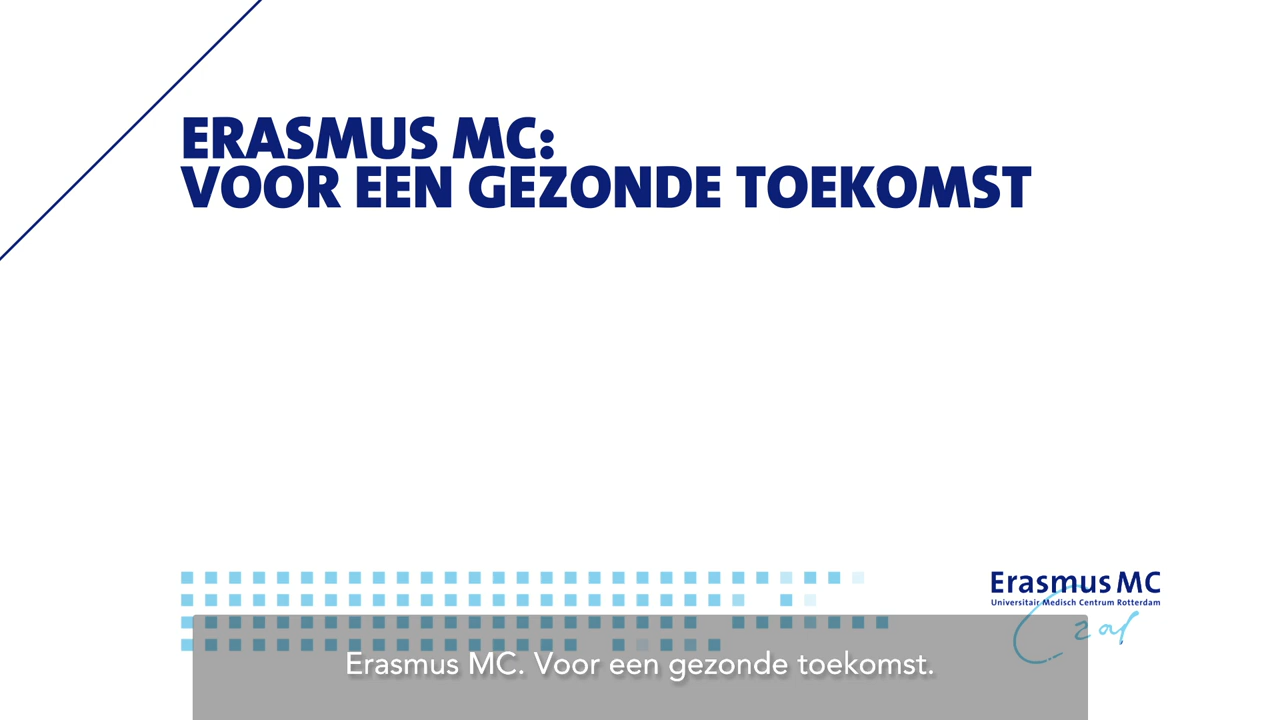 ERASMUS MC:
VOOR EEN GEZONDE TOEKOMST
Erasmus MC
Universitair Medisch Centrum Rotterdam
Erasmus MC. Voor een gezonde toekomst.